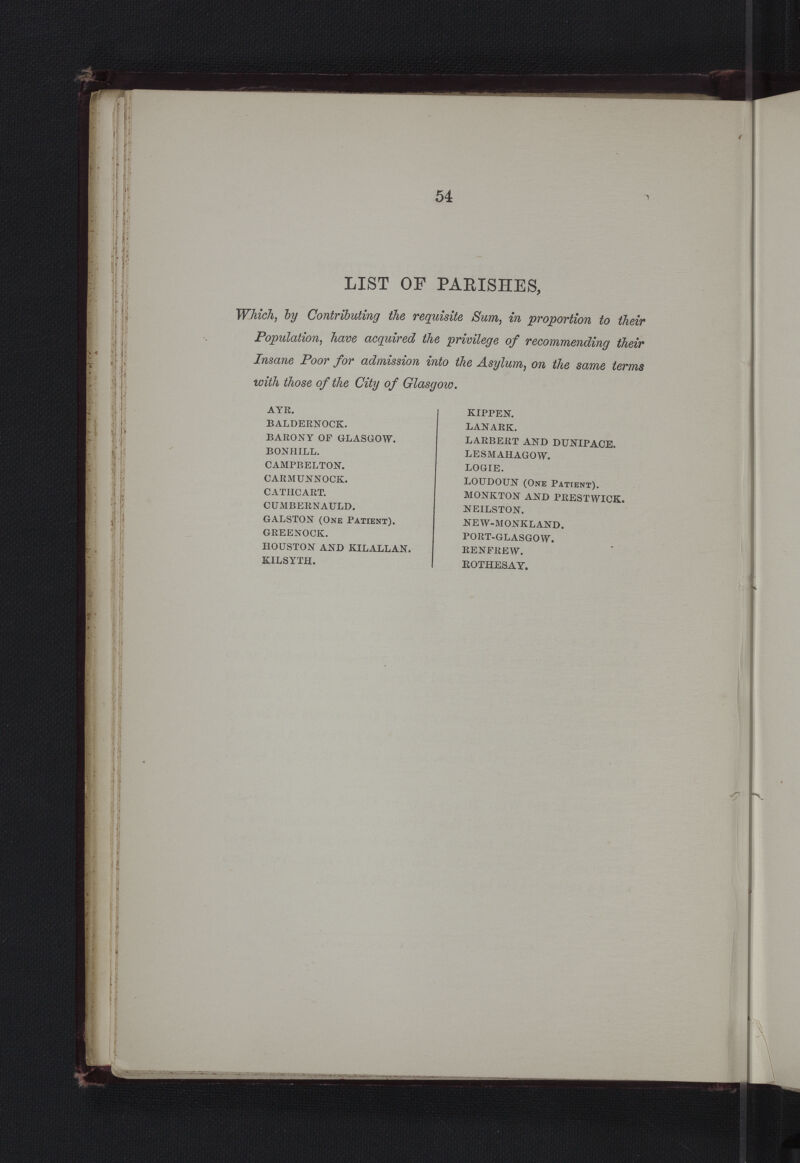 54
LIST OF PARISHES,
Which, by Contributing the requisite Sum, in proportion to their
Population, have acquired the privilege of recommending their
Insane Poor for admission into the Asylum, on the same terms
with those of the City of Glasgow.
AYR.
BALDERNOCK.
BARONY OF GLASGOW.
BONHILL.
CAMPBELTON.
CARMUNNOCK.
CATHCART.
CUMBERNAULD.
GALSTON (ONE PATIENT).
GREENOCK.
HOUSTON AND KILALLAN.
KILSYTH.
KIPPEN.
LANARK.
LARBERT AND DUNIPACE.
LESMAHAGOW.
LOGIE.
LOUDOUN (ONE PATIENT).
MONKTON AND PRESTWICK.
NEILSTON.
NEW-MONKLAND.
PORT-GLASGOW.
RENFREW.
ROTHESAY.